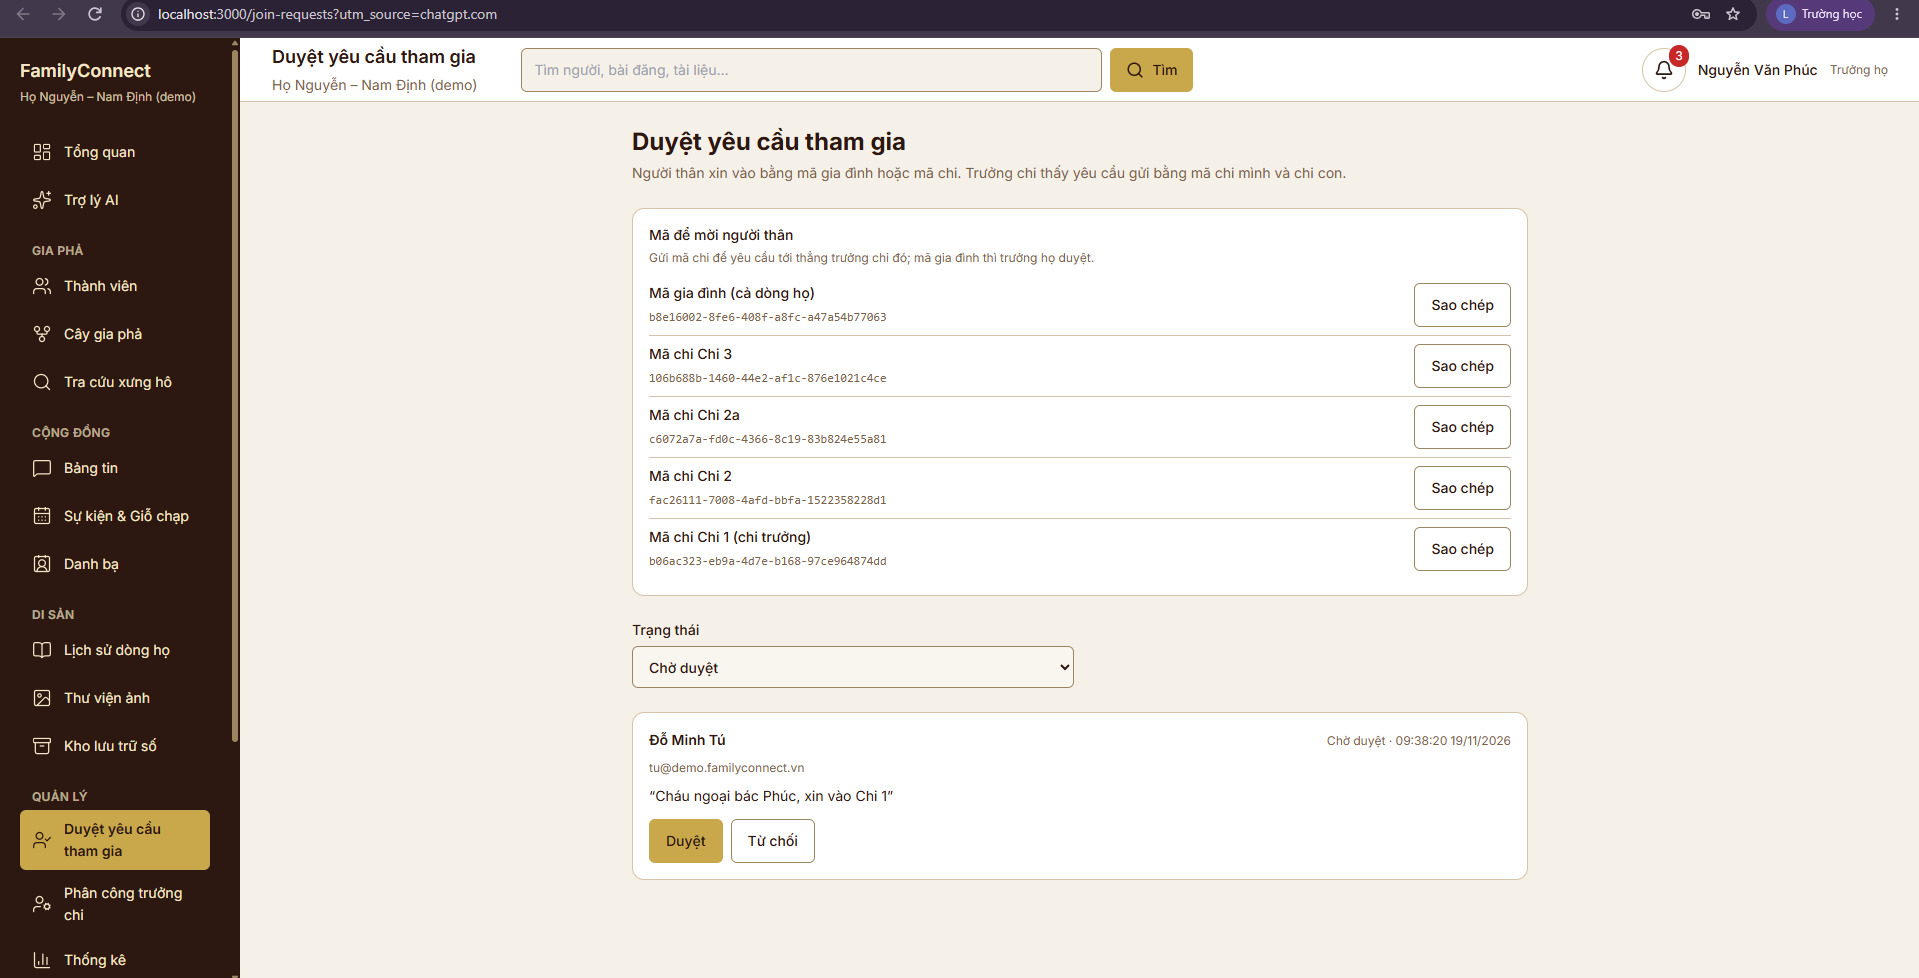 localhost:3000/join-requests?utm_source=chatgpt.com
L Trường học
FamilyConnect
Họ Nguyễn – Nam Định (demo)
Tổng quan
Trợ lý AI
GIA PHẢ
Thành viên
Cây gia phả
Tra cứu xưng hô
CỘNG ĐỒNG
Bảng tin
Sự kiện & Giỗ chạp
Danh bạ
DI SẢN
Lịch sử dòng họ
Thư viện ảnh
Kho lưu trữ số
QUẢN LÝ
Duyệt yêu cầu
tham gia
Phân công trưởng
chi
Thống kê
Duyệt yêu cầu tham gia
Họ Nguyễn – Nam Định (demo)
Tìm người, bài đăng, tài liệu...
Tìm
3
Nguyễn Văn Phúc Trưởng họ
Duyệt yêu cầu tham gia
Người thân xin vào bằng mã gia đình hoặc mã chi. Trưởng chi thấy yêu cầu gửi bằng mã chi mình và chi con.
Mã để mời người thân
Gửi mã chi để yêu cầu tới thẳng trưởng chi đó; mã gia đình thì trưởng họ duyệt.
Mã gia đình (cả dòng họ)
b8e16002-8fe6-408f-a8fc-a47a54b77063
Sao chép
Mã chi Chi 3
106b688b-1460-44e2-af1c-876e1021c4ce
Sao chép
Mã chi Chi 2a
c6072a7a-fd0c-4366-8c19-83b824e55a81
Sao chép
Mã chi Chi 2
fac26111-7008-4afd-bbfa-1522358228d1
Sao chép
Mã chi Chi 1 (chi trưởng)
b06ac323-eb9a-4d7e-b168-97ce964874dd
Sao chép
Trạng thái
Chờ duyệt
Đỗ Minh Tú
Chờ duyệt · 09:38:20 19/11/2026
tu@demo.familyconnect.vn
“Cháu ngoại bác Phúc, xin vào Chi 1”
Duyệt
Từ chối